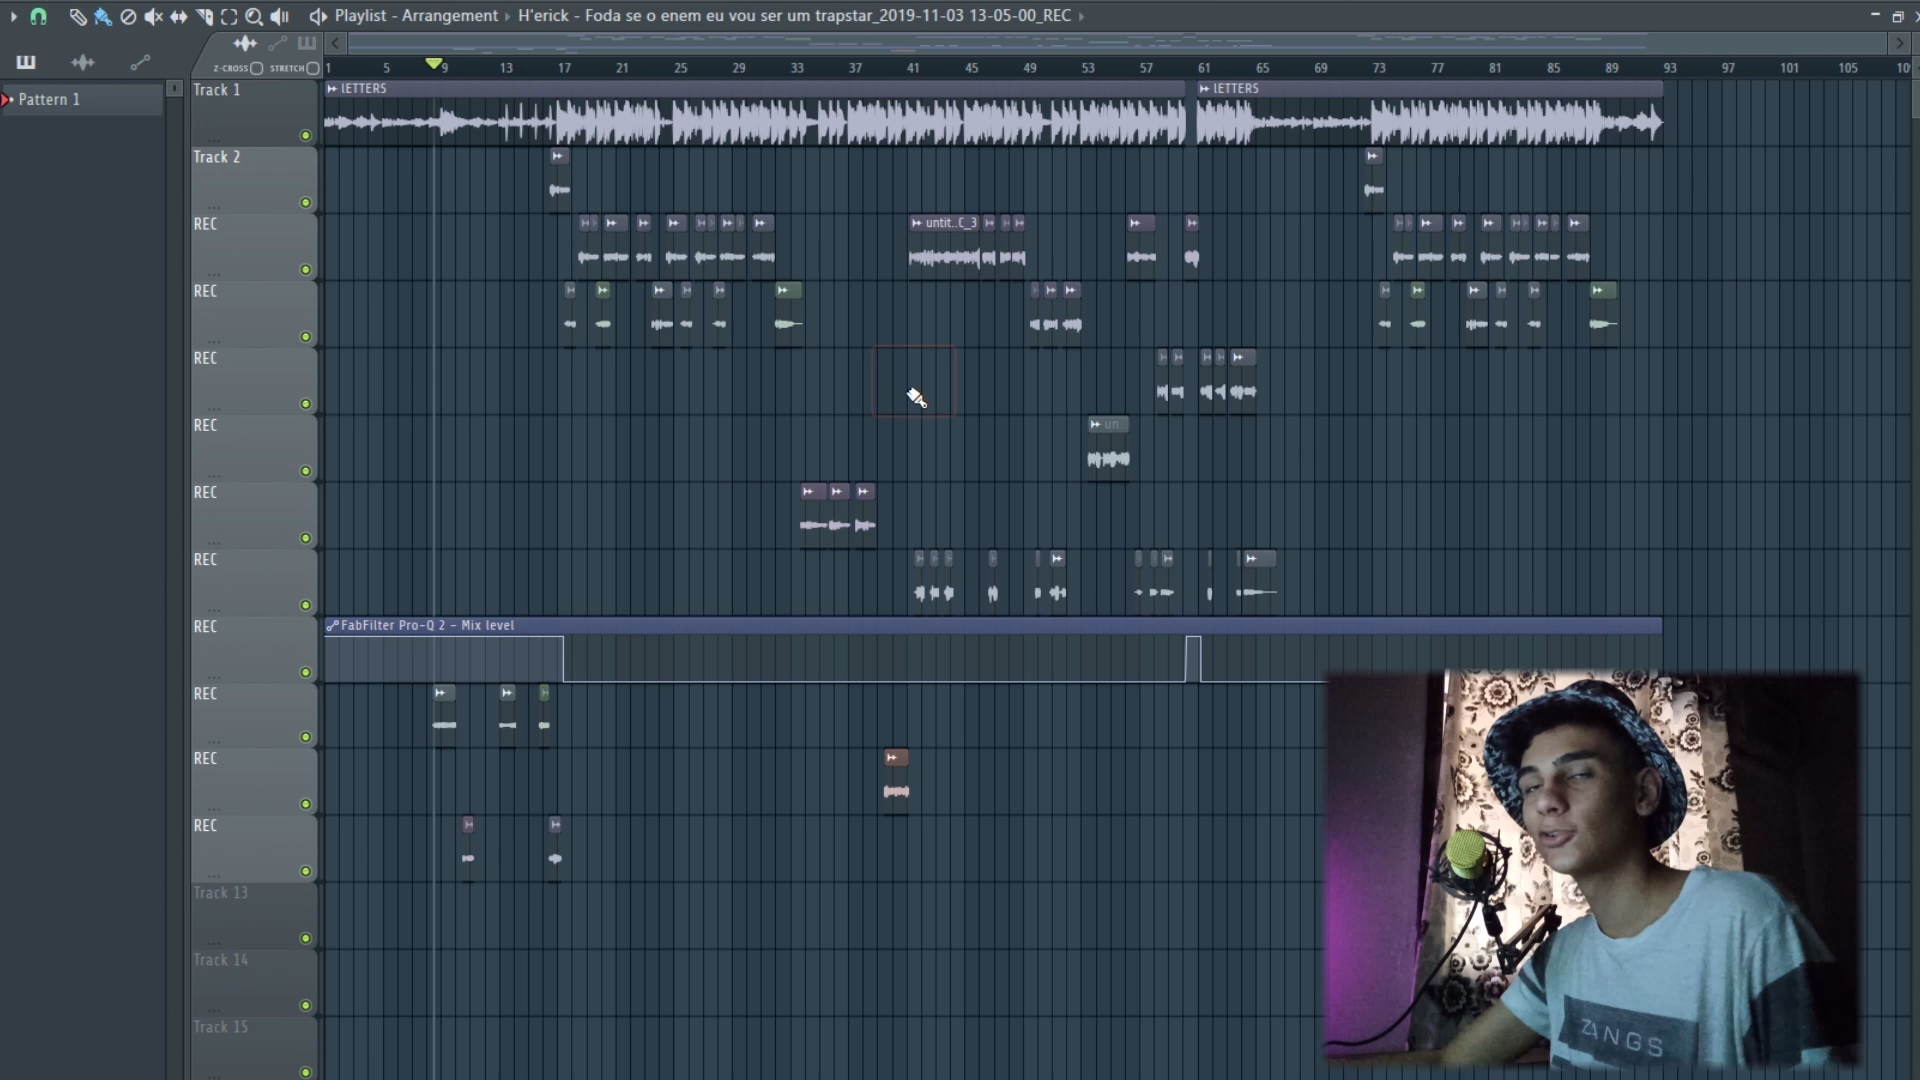 Playlist - Arrangement › H'erick - Foda se o enem eu vou ser um trapstar_2019-11-03 13-05-00_REC ›
Z-CROSS STRETCH
1 5 9 13 17 21 25 29 33 37 41 45 49 53 57 61 65 69 73 77 81 85 89 93 97 101 105
Pattern 1
Track 1
lETTERS
lETTERS
Track 2
REC
untit..C_3
REC
REC
REC
un
REC
REC
REC
FabFilter Pro-Q 2 - Mix level
REC
REC
REC
Track 13
Track 14
Track 15
ZANGS